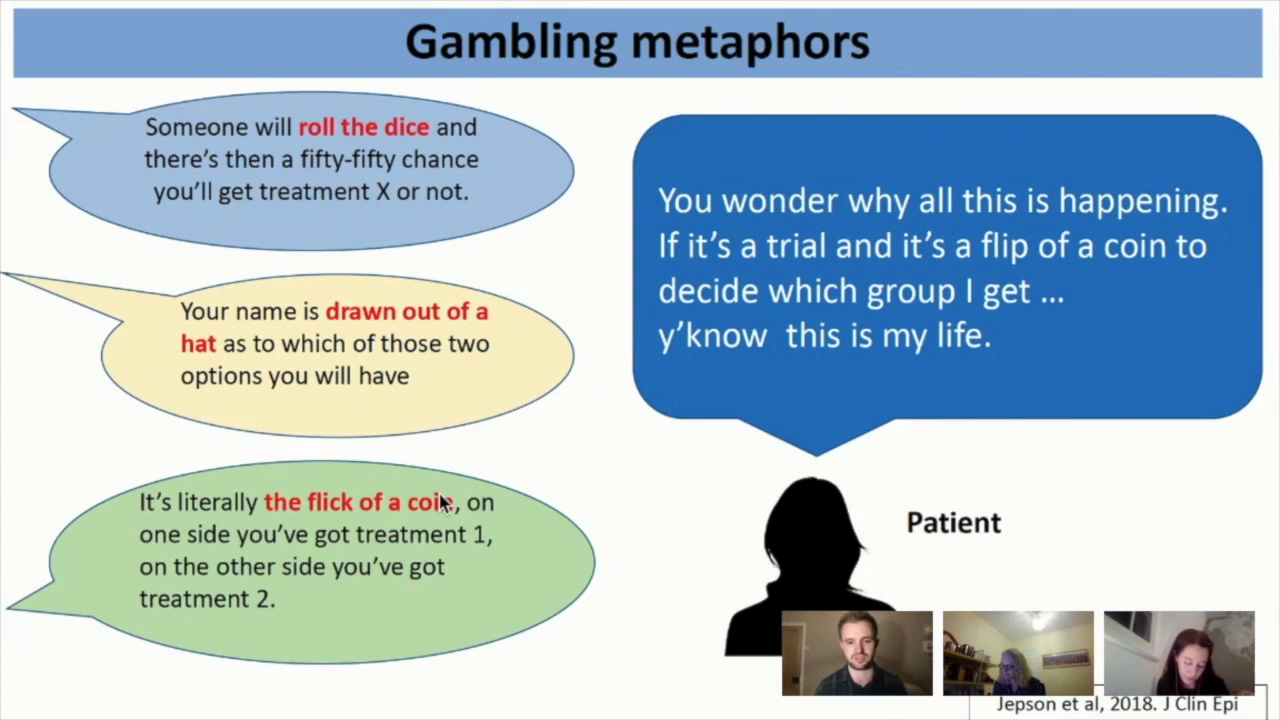 Gambling metaphors
Someone will roll the dice and
there's then a fifty-fifty chance
you'll get treatment X or not.
Your name is drawn out of a
hat as to which of those two
options you will have
It's literally the flick of a coin, on
one side you've got treatment 1,
on the other side you've got
treatment 2.
You wonder why all this is happening.
If it's a trial and it's a flip of a coin to
decide which group I get ...
y'know  this is my life.
Patient
Jepson et al, 2018. J Clin Epi